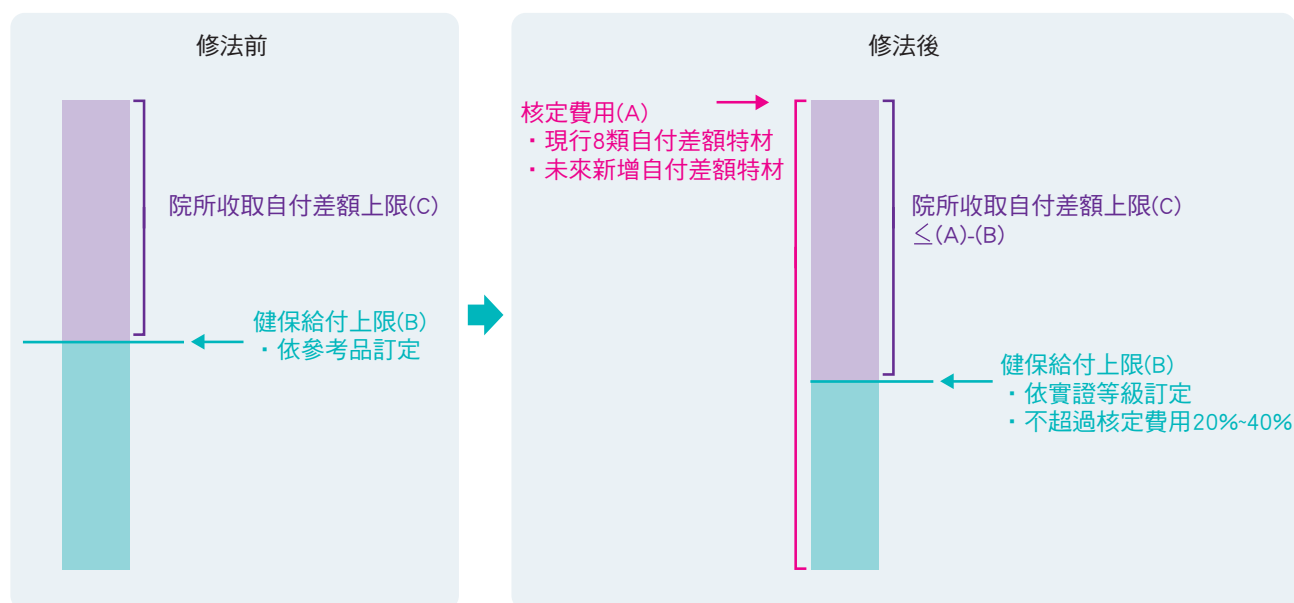 修法前
院所收取自付差額上限(C)
健保給付上限(B)
・依參考品訂定
修法後
核定費用(A)
・現行8類自付差額特材
・未來新增自付差額特材
院所收取自付差額上限(C)
≦(A)-(B)
健保給付上限(B)
・依實證等級訂定
・不超過核定費用20%~40%